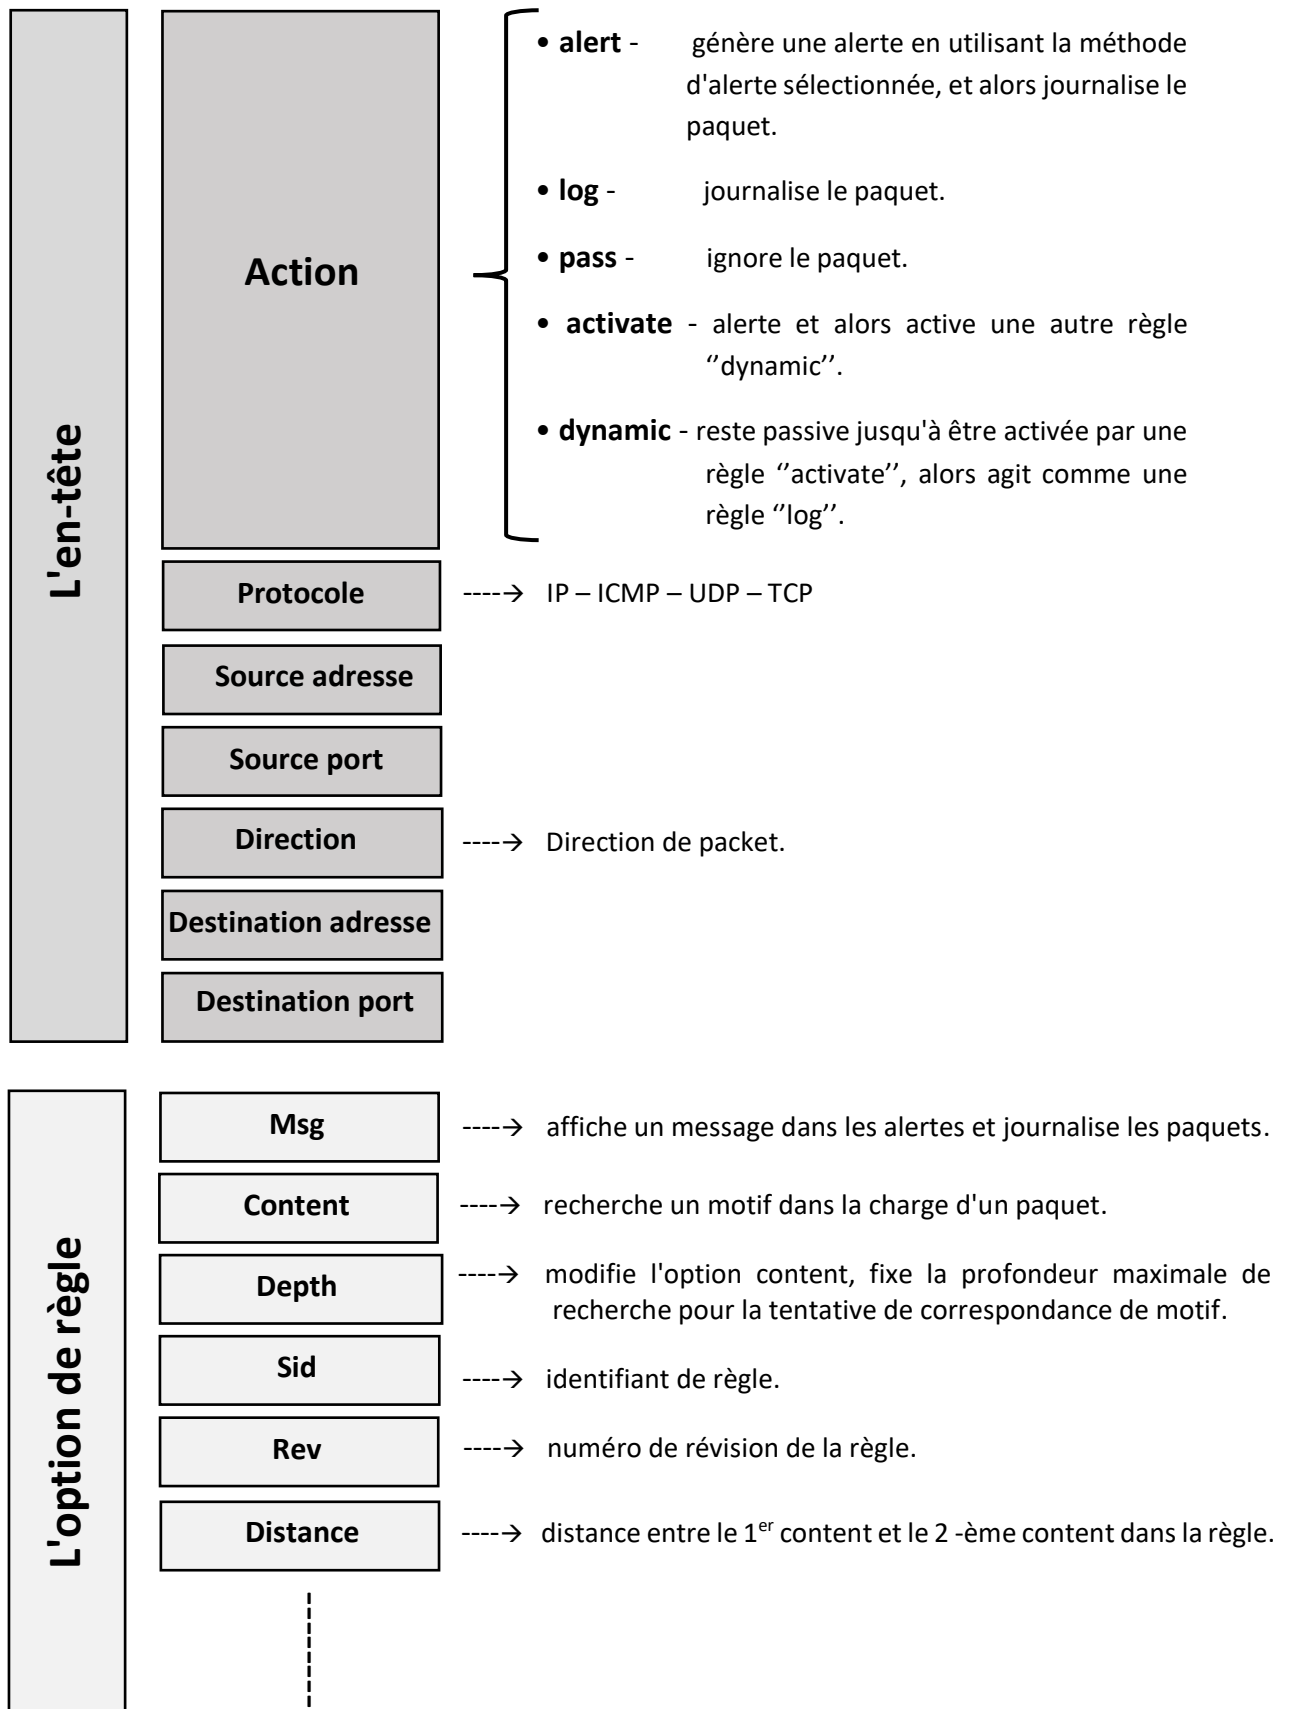 L'en-tête
Action
• alert - génère une alerte en utilisant la méthode
d'alerte sélectionnée, et alors journalise le
paquet.
• log - journalise le paquet.
• pass - ignore le paquet.
• activate - alerte et alors active une autre règle
‘’dynamic’’.
• dynamic - reste passive jusqu'à être activée par une
règle ‘’activate’’, alors agit comme une
règle ‘’log’’.
Protocole ----→ IP – ICMP – UDP – TCP
Source adresse
Source port
Direction ----→ Direction de packet.
Destination adresse
Destination port
L'option de règle
Msg ----→ affiche un message dans les alertes et journalise les paquets.
Content ----→ recherche un motif dans la charge d'un paquet.
Depth ----→ modifie l'option content, fixe la profondeur maximale de
recherche pour la tentative de correspondance de motif.
Sid ----→ identifiant de règle.
Rev ----→ numéro de révision de la règle.
Distance ----→ distance entre le 1er content et le 2 -ème content dans la règle.